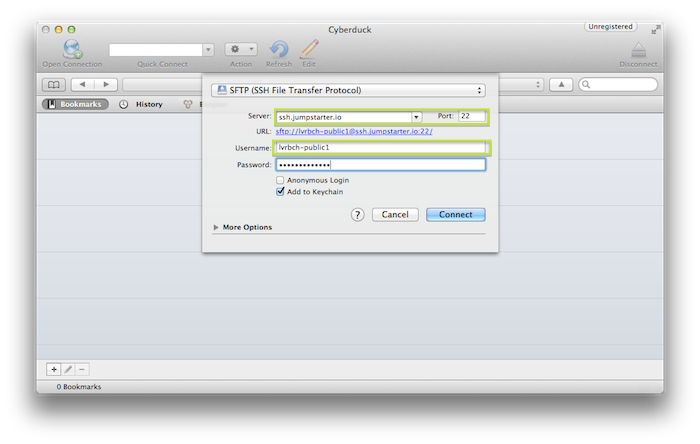 Cyberduck
Unregistered
Open Connection
Quick Connect
Action
Refresh
Edit
Disconnect
SFTP (SSH File Transfer Protocol)
Bookmarks
History
Server: ssh.jumpstarter.io Port: 22
URL: sftp://lvrbch-public1@ssh.jumpstarter.io:22/
Username: lvrbch-public1
Password: •••••••••••••
Anonymous Login
Add to Keychain
? Cancel Connect
More Options
0 Bookmarks